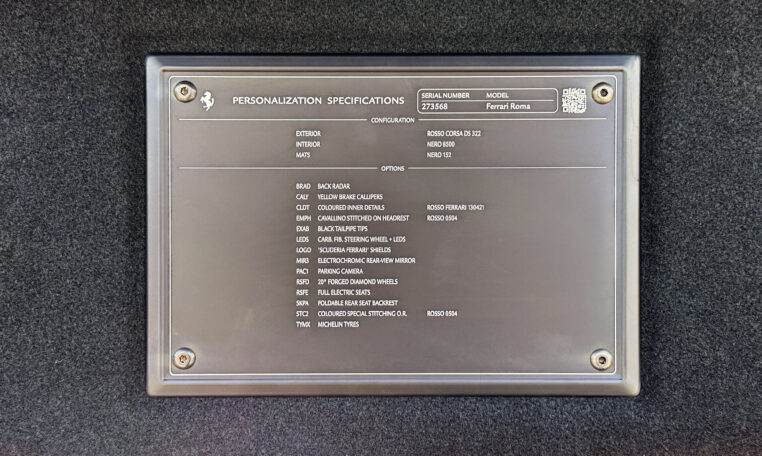 PERSONALIZATION SPECIFICATIONS
SERIAL NUMBER MODEL
273568 Ferrari Roma
CONFIGURATION
EXTERIOR ROSSO CORSA DS 322
INTERIOR NERO 8500
MATS NERO 152
OPTIONS
BRAD BACK RADAR
CALY YELLOW BRAKE CALLIPERS
CLDT COLOURED INNER DETAILS ROSSO FERRARI 130421
EMPH CAVALLINO STITCHED ON HEADREST ROSSO 0504
EXAB BLACK TAILPIPE TIPS
LEDS CARB. FIB. STEERING WHEEL + LEDS
LOGO 'SCUDERIA FERRARI' SHIELDS
MIR3 ELECTROCHROMIC REAR-VIEW MIRROR
PAC1 PARKING CAMERA
RSFD 20" FORGED DIAMOND WHEELS
RSFE FULL ELECTRIC SEATS
SKPA FOLDABLE REAR SEAT BACKREST
STC2 COLOURED SPECIAL STITCHING O.R. ROSSO 0504
TYMX MICHELIN TYRES